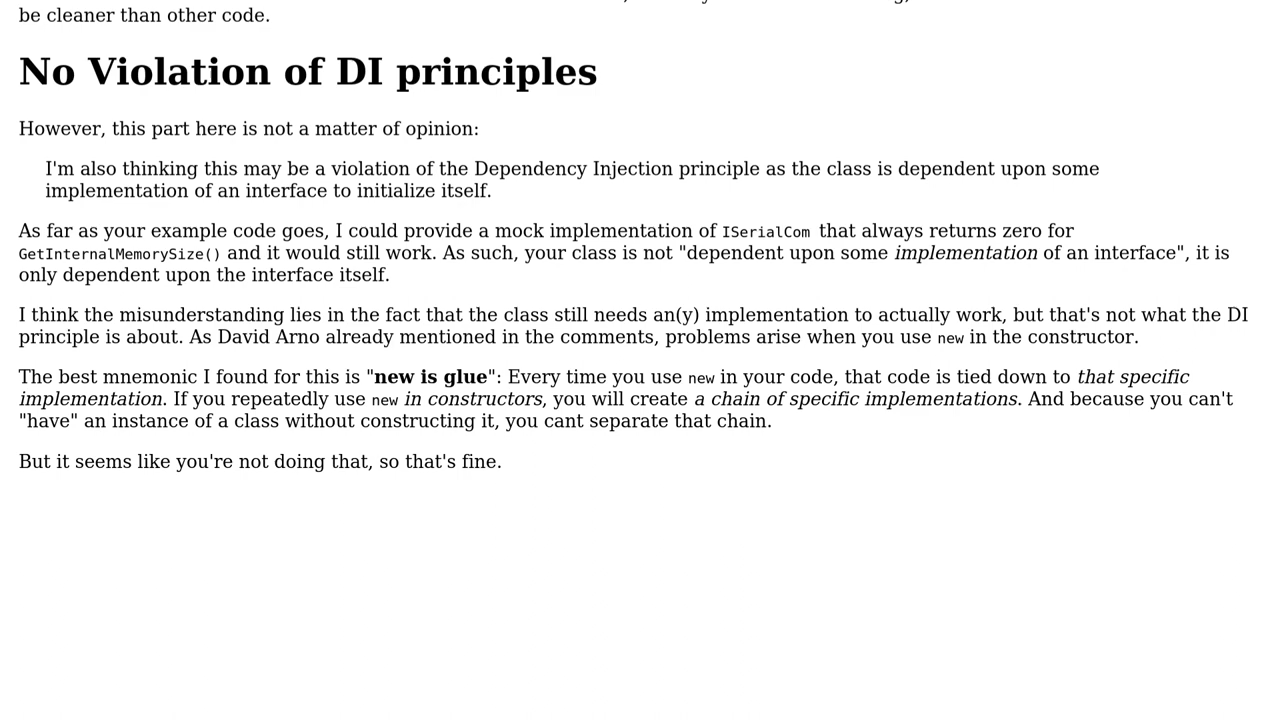 be cleaner than other code.
No Violation of DI principles
However, this part here is not a matter of opinion:
I'm also thinking this may be a violation of the Dependency Injection principle as the class is dependent upon some
implementation of an interface to initialize itself.
As far as your example code goes, I could provide a mock implementation of ISerialCom that always returns zero for
GetInternalMemorySize() and it would still work. As such, your class is not "dependent upon some implementation of an interface", it is
only dependent upon the interface itself.
I think the misunderstanding lies in the fact that the class still needs an(y) implementation to actually work, but that's not what the DI
principle is about. As David Arno already mentioned in the comments, problems arise when you use new in the constructor.
The best mnemonic I found for this is "new is glue": Every time you use new in your code, that code is tied down to that specific
implementation. If you repeatedly use new in constructors, you will create a chain of specific implementations. And because you can't
"have" an instance of a class without constructing it, you cant separate that chain.
But it seems like you're not doing that, so that's fine.